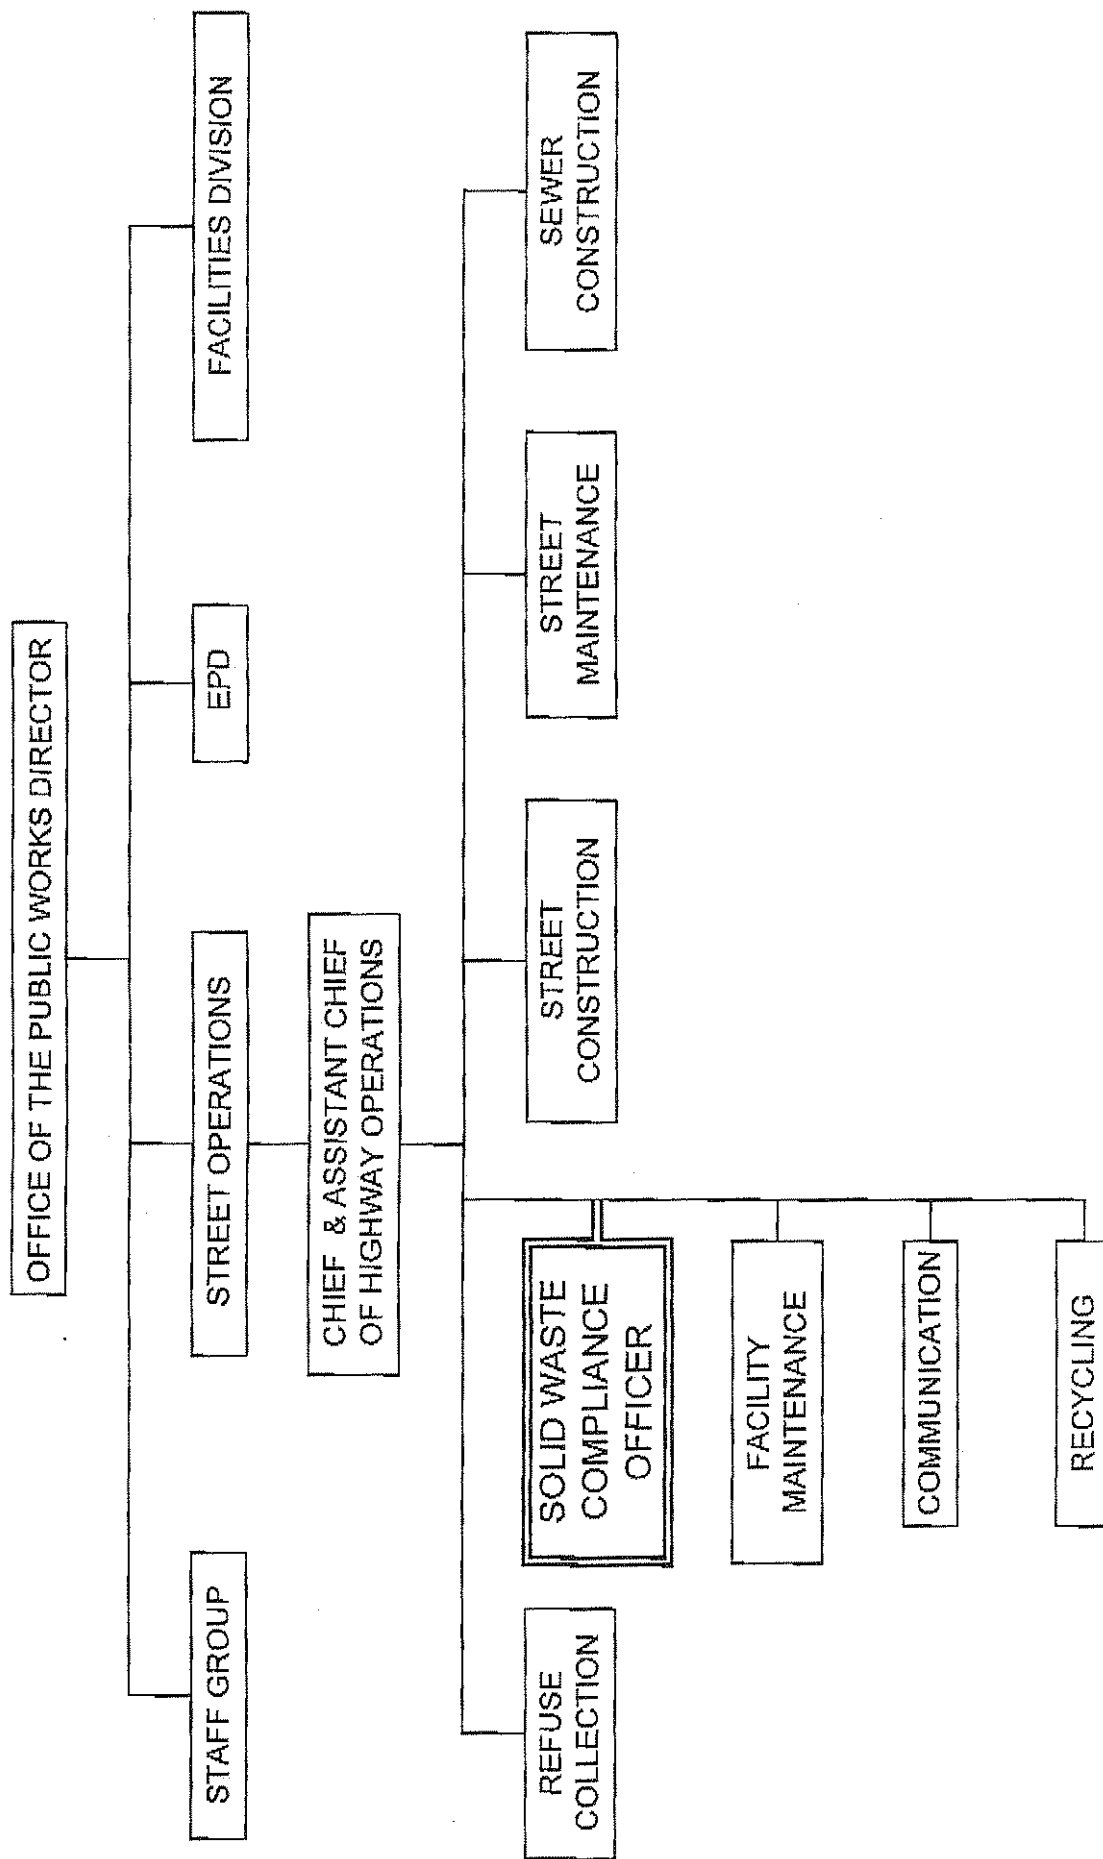 OFFICE OF THE PUBLIC WORKS DIRECTOR
STAFF GROUP
STREET OPERATIONS
EPD
FACILITIES DIVISION
CHIEF & ASSISTANT CHIEF
OF HIGHWAY OPERATIONS
REFUSE
COLLECTION
SOLID WASTE
COMPLIANCE
OFFICER
STREET
CONSTRUCTION
STREET
MAINTENANCE
SEWER
CONSTRUCTION
FACILITY
MAINTENANCE
COMMUNICATION
RECYCLING